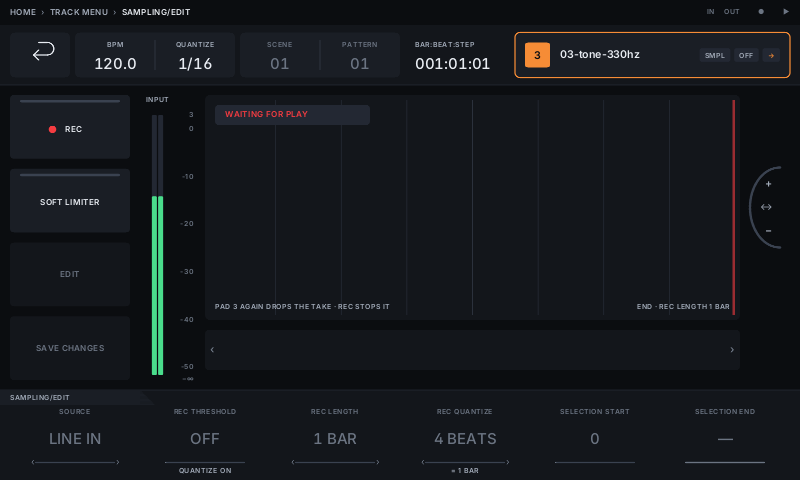 HOME › TRACK MENU › SAMPLING/EDIT
IN OUT
BPM
120.0
QUANTIZE
1/16
SCENE
01
PATTERN
01
BAR:BEAT:STEP
001:01:01
3
03-tone-330hz
SMPL OFF →
REC
SOFT LIMITER
EDIT
SAVE CHANGES
INPUT
3
0
-10
-20
-30
-40
-50
-∞
WAITING FOR PLAY
PAD 3 AGAIN DROPS THE TAKE · REC STOPS IT
END · REC LENGTH 1 BAR
‹ ›
+
↔
−
SAMPLING/EDIT
SOURCE
LINE IN
REC THRESHOLD
OFF
QUANTIZE ON
REC LENGTH
1 BAR
REC QUANTIZE
4 BEATS
= 1 BAR
SELECTION START
0
SELECTION END
—